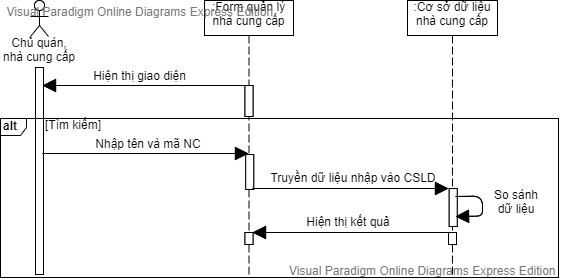 Visual Paradigm Online Diagrams Express Edition
:Form quản lý
nhà cung cấp
:Cơ sở dữ liệu
nhà cung cấp
Chủ quán,
nhà cung cấp
Hiện thị giao diện
alt
[Tìm kiếm]
Nhập tên và mã NC
Truyền dữ liệu nhập vào CSLD
So sánh
dữ liệu
Hiện thị kết quả
Visual Paradigm Online Diagrams Express Edition